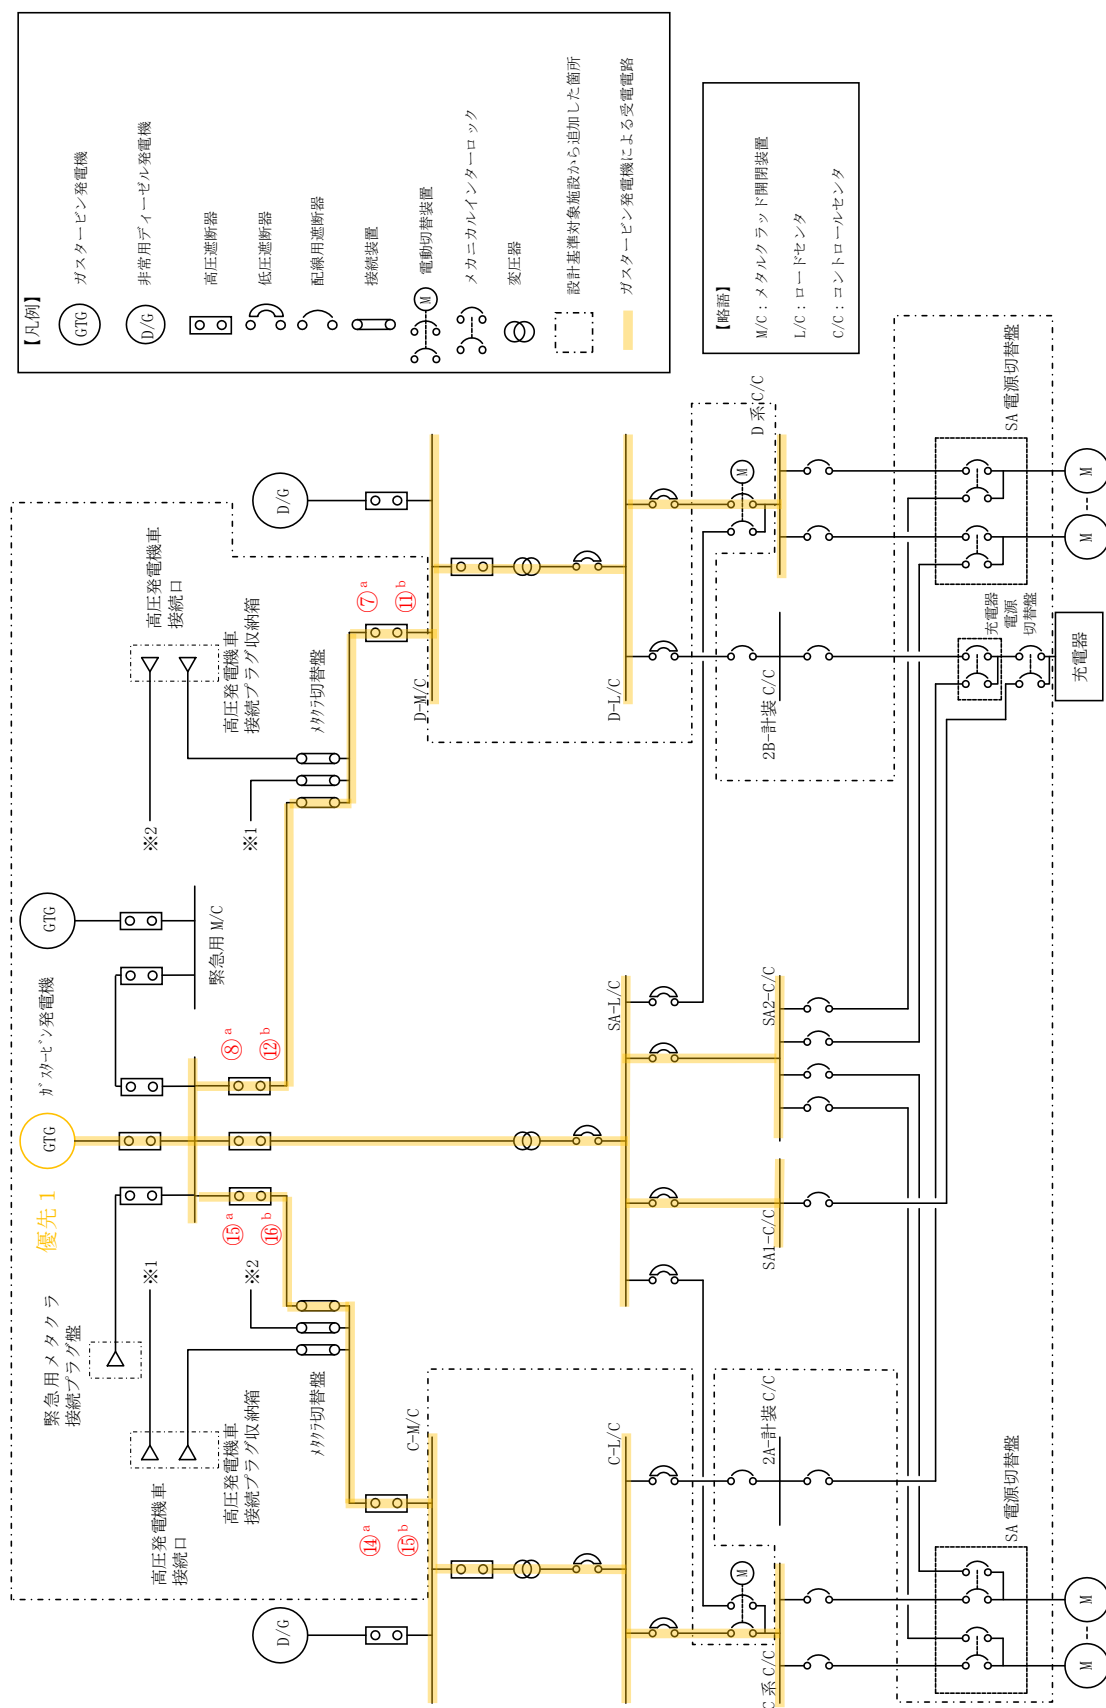 【凡例】
GTG
ガスタービン発電機
D/G
非常用ディーゼル発電機
高圧遮断器
低圧遮断器
配線用遮断器
接続装置
M
電動切替装置
メカニカルインターロック
変圧器
設計基準対象施設から追加した箇所
ガスタービン発電機による受電電路
【略語】
M/C：メタルクラッド開閉装置
L/C：ロードセンタ
C/C：コントロールセンタ
優先1
GTG
ガスタービン発電機
GTG
緊急用M/C
緊急用メタクラ
接続プラグ盤
高圧発電機車
接続口
※1
※2
高圧発電機車
接続プラグ収納箱
メタクラ切替盤
⑮a
⑯b
⑧a
⑫b
高圧発電機車
接続口
※2
※1
高圧発電機車
接続プラグ収納箱
メタクラ切替盤
⑦a
⑪b
D/G
D-M/C
⑭a
⑮b
D/G
C-M/C
C-L/C
SA-L/C
D-L/C
M
C系C/C
2A-計装C/C
SA1-C/C
SA2-C/C
2B-計装C/C
M
D系C/C
SA電源切替盤
M
M
充電器
電源
切替盤
充電器
SA電源切替盤
M
M